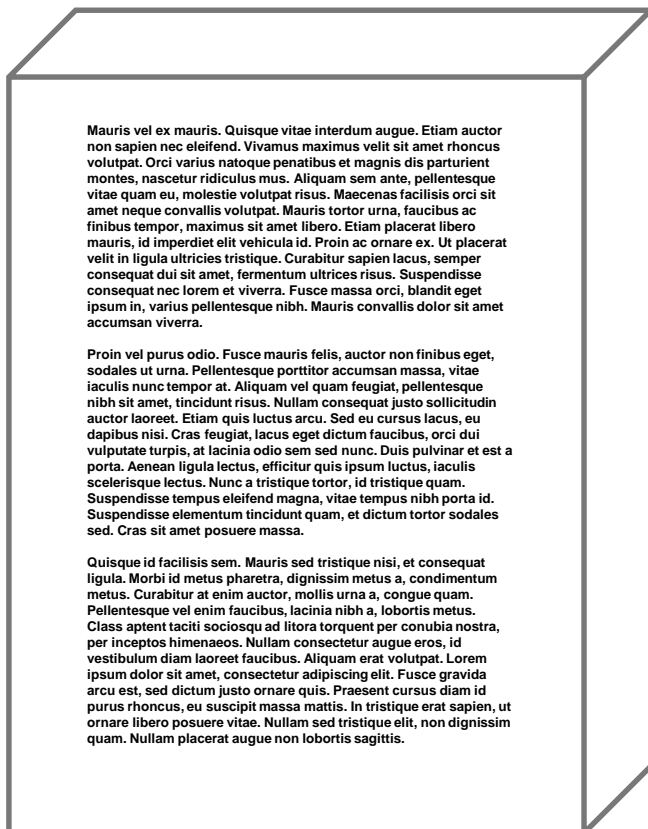 Mauris vel ex mauris. Quisque vitae interdum augue. Etiam auctor
non sapien nec eleifend. Vivamus maximus velit sit amet rhoncus
volutpat. Orci varius natoque penatibus et magnis dis parturient
montes, nascetur ridiculus mus. Aliquam sem ante, pellentesque
vitae quam eu, molestie volutpat risus. Maecenas facilisis orci sit
amet neque convallis volutpat. Mauris tortor urna, faucibus ac
finibus tempor, maximus sit amet libero. Etiam placerat libero
mauris, id imperdiet elit vehicula id. Proin ac ornare ex. Ut placerat
velit in ligula ultricies tristique. Curabitur sapien lacus, semper
consequat dui sit amet, fermentum ultrices risus. Suspendisse
consequat nec lorem et viverra. Fusce massa orci, blandit eget
ipsum in, varius pellentesque nibh. Mauris convallis dolor sit amet
accumsan viverra.

Proin vel purus odio. Fusce mauris felis, auctor non finibus eget,
sodales ut urna. Pellentesque porttitor accumsan massa, vitae
iaculis nunc tempor at. Aliquam vel quam feugiat, pellentesque
nibh sit amet, tincidunt risus. Nullam consequat justo sollicitudin
auctor laoreet. Etiam quis luctus arcu. Sed eu cursus lacus, eu
dapibus nisi. Cras feugiat, lacus eget dictum faucibus, orci dui
vulputate turpis, at lacinia odio sem sed nunc. Duis pulvinar et est a
porta. Aenean ligula lectus, efficitur quis ipsum luctus, iaculis
scelerisque lectus. Nunc a tristique tortor, id tristique quam.
Suspendisse tempus eleifend magna, vitae tempus nibh porta id.
Suspendisse elementum tincidunt quam, et dictum tortor sodales
sed. Cras sit amet posuere massa.

Quisque id facilisis sem. Mauris sed tristique nisi, et consequat
ligula. Morbi id metus pharetra, dignissim metus a, condimentum
metus. Curabitur at enim auctor, mollis urna a, congue quam.
Pellentesque vel enim faucibus, lacinia nibh a, lobortis metus.
Class aptent taciti sociosqu ad litora torquent per conubia nostra,
per inceptos himenaeos. Nullam consectetur augue eros, id
vestibulum diam laoreet faucibus. Aliquam erat volutpat. Lorem
ipsum dolor sit amet, consectetur adipiscing elit. Fusce gravida
arcu est, sed dictum justo ornare quis. Praesent cursus diam id
purus rhoncus, eu suscipit massa mattis. In tristique erat sapien, ut
ornare libero posuere vitae. Nullam sed tristique elit, non dignissim
quam. Nullam placerat augue non lobortis sagittis.